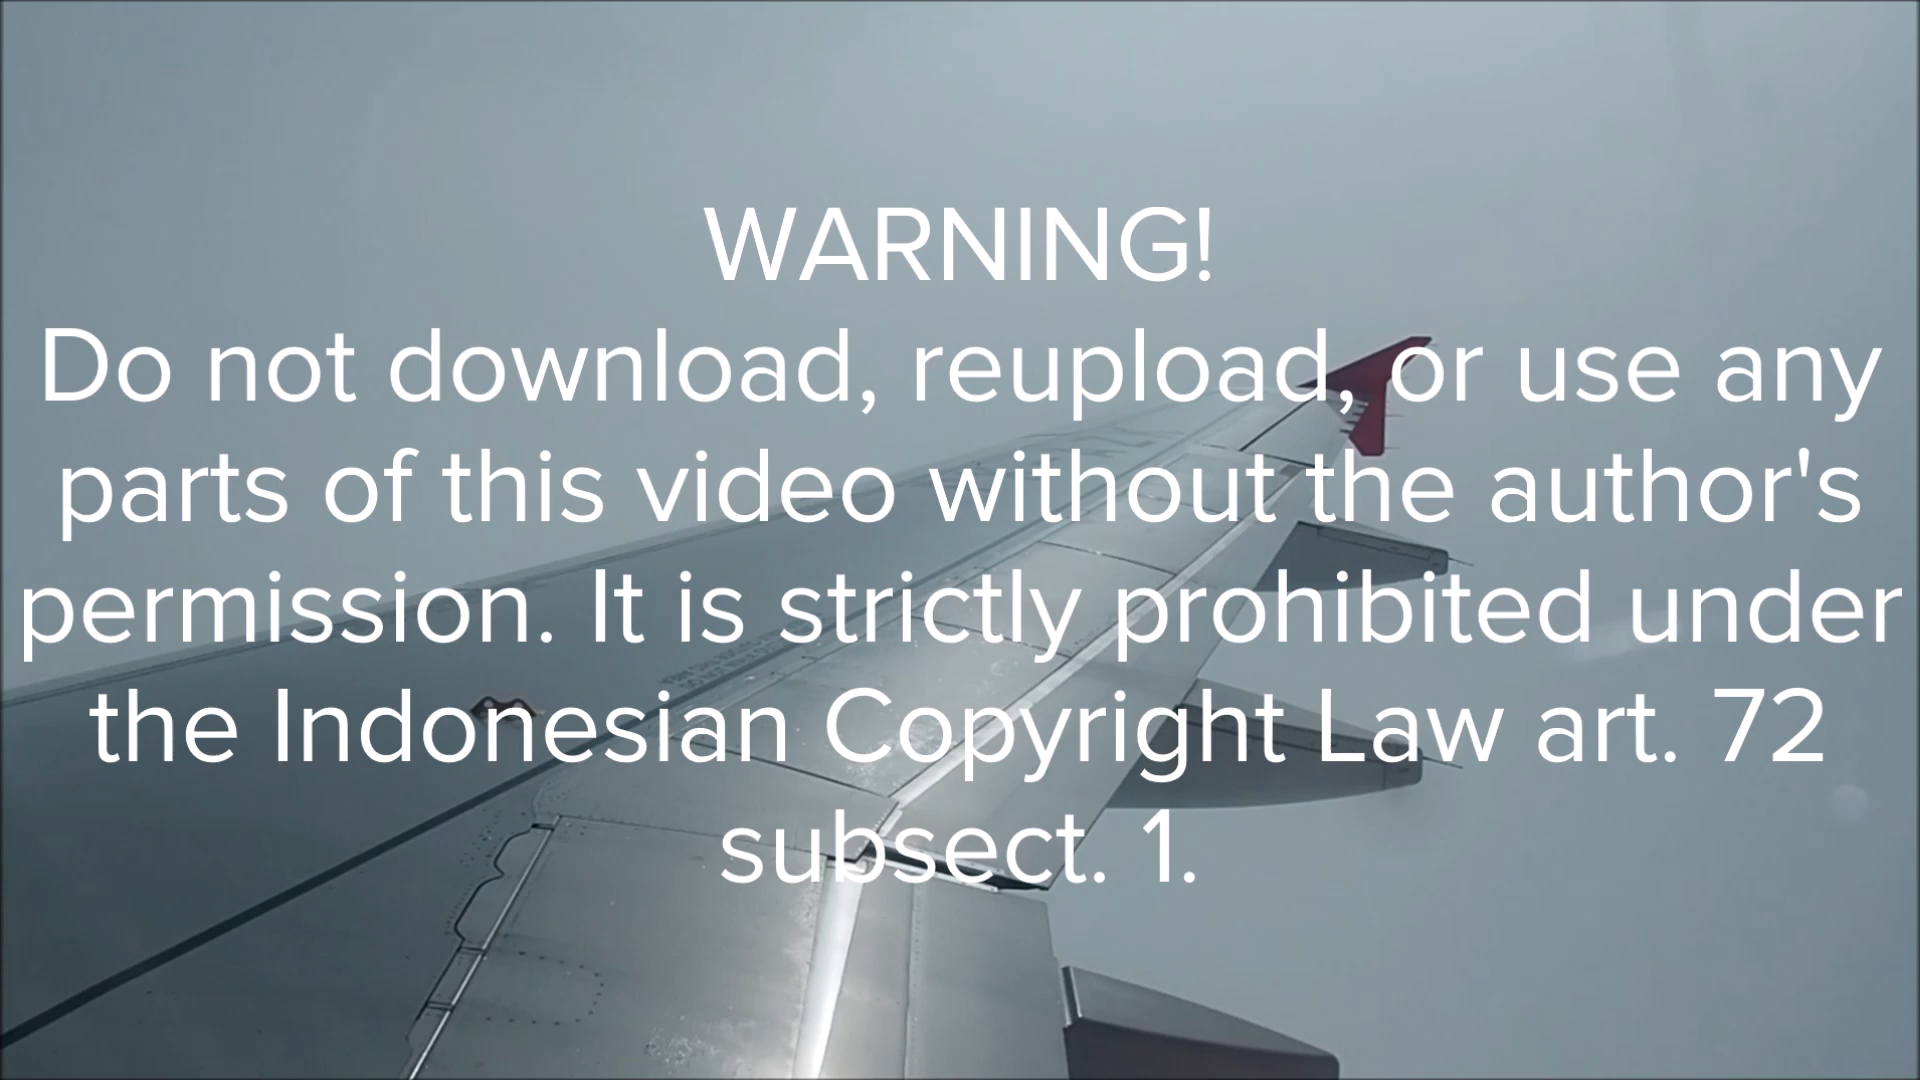 WARNING!
Do not download, reupload, or use any
parts of this video without the author's
permission. It is strictly prohibited under
the Indonesian Copyright Law art. 72
subsect. 1.